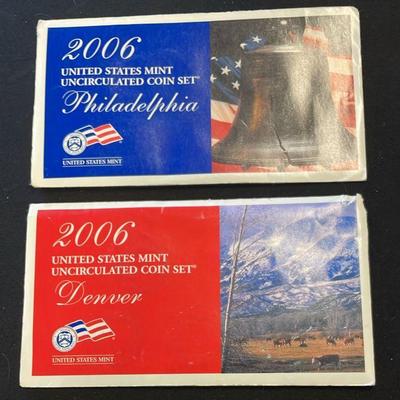 2006
UNITED STATES MINT
UNCIRCULATED COIN SET®
Philadelphia
UNITED STATES MINT
2006
UNITED STATES MINT
UNCIRCULATED COIN SET®
Denver
UNITED STATES MINT